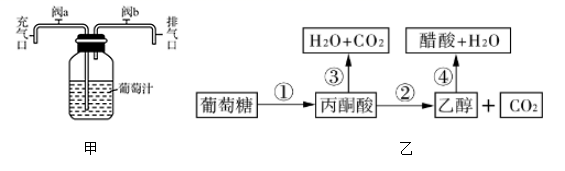 充气口
阀a
阀b
排气口
葡萄汁
甲
H₂O+CO₂
醋酸+H₂O
③
④
葡萄糖
①
丙酮酸
②
乙醇
+
CO₂
乙